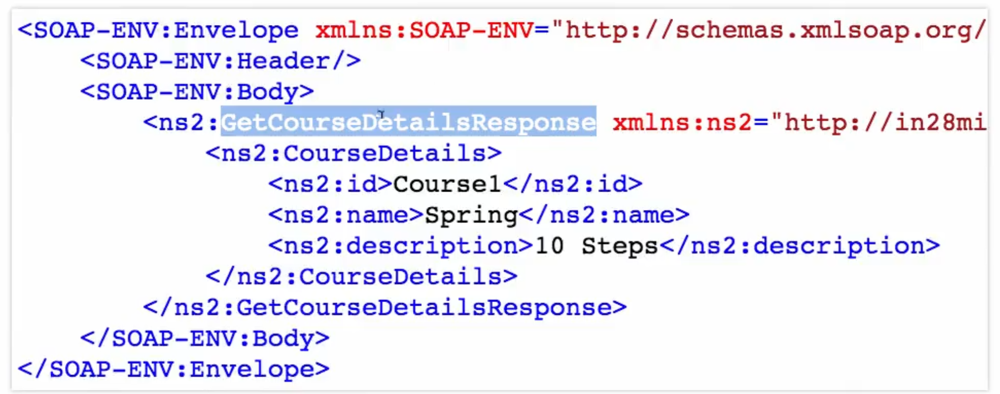 <SOAP-ENV:Envelope xmlns:SOAP-ENV="http://schemas.xmlsoap.org/
<SOAP-ENV:Header/>
<SOAP-ENV:Body>
<ns2:GetCourseDetailsResponse xmlns:ns2="http://in28mi
<ns2:CourseDetails>
<ns2:id>Course1</ns2:id>
<ns2:name>Spring</ns2:name>
<ns2:description>10 Steps</ns2:description>
</ns2:CourseDetails>
</ns2:GetCourseDetailsResponse>
</SOAP-ENV:Body>
</SOAP-ENV:Envelope>